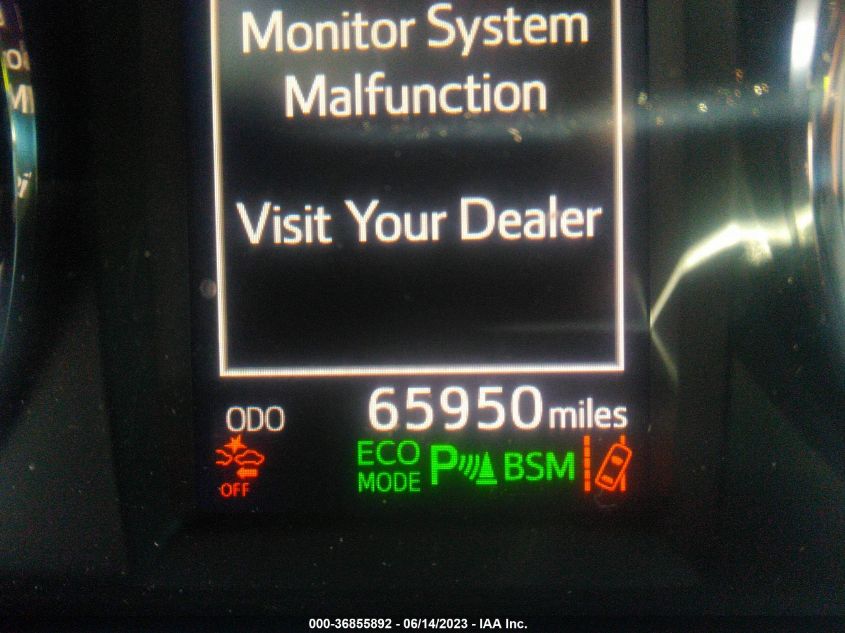 Monitor System
Malfunction
Visit Your Dealer
ODO 65950 miles
ECO
MODE
P BSM
OFF
000-36855892 - 06/14/2023 - IAA Inc.